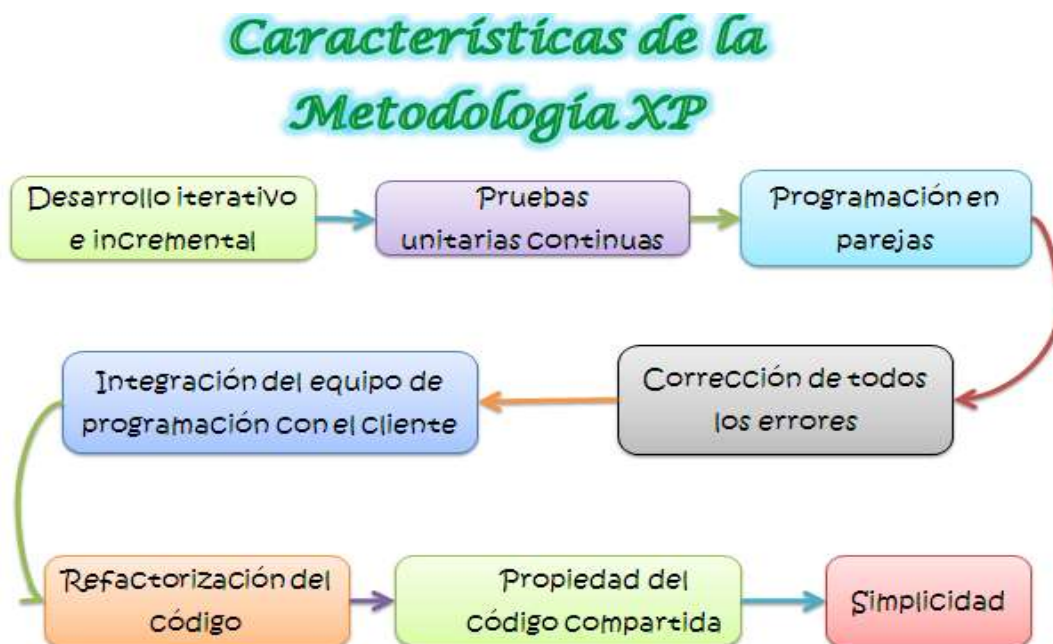 Características de la
Metodología XP
Desarrollo iterativo
e incremental
Pruebas
unitarias continuas
Programación en
parejas
Corrección de todos
los errores
Integración del equipo de
programación con el cliente
Refactorización del
código
Propiedad del
código compartida
Simplicidad